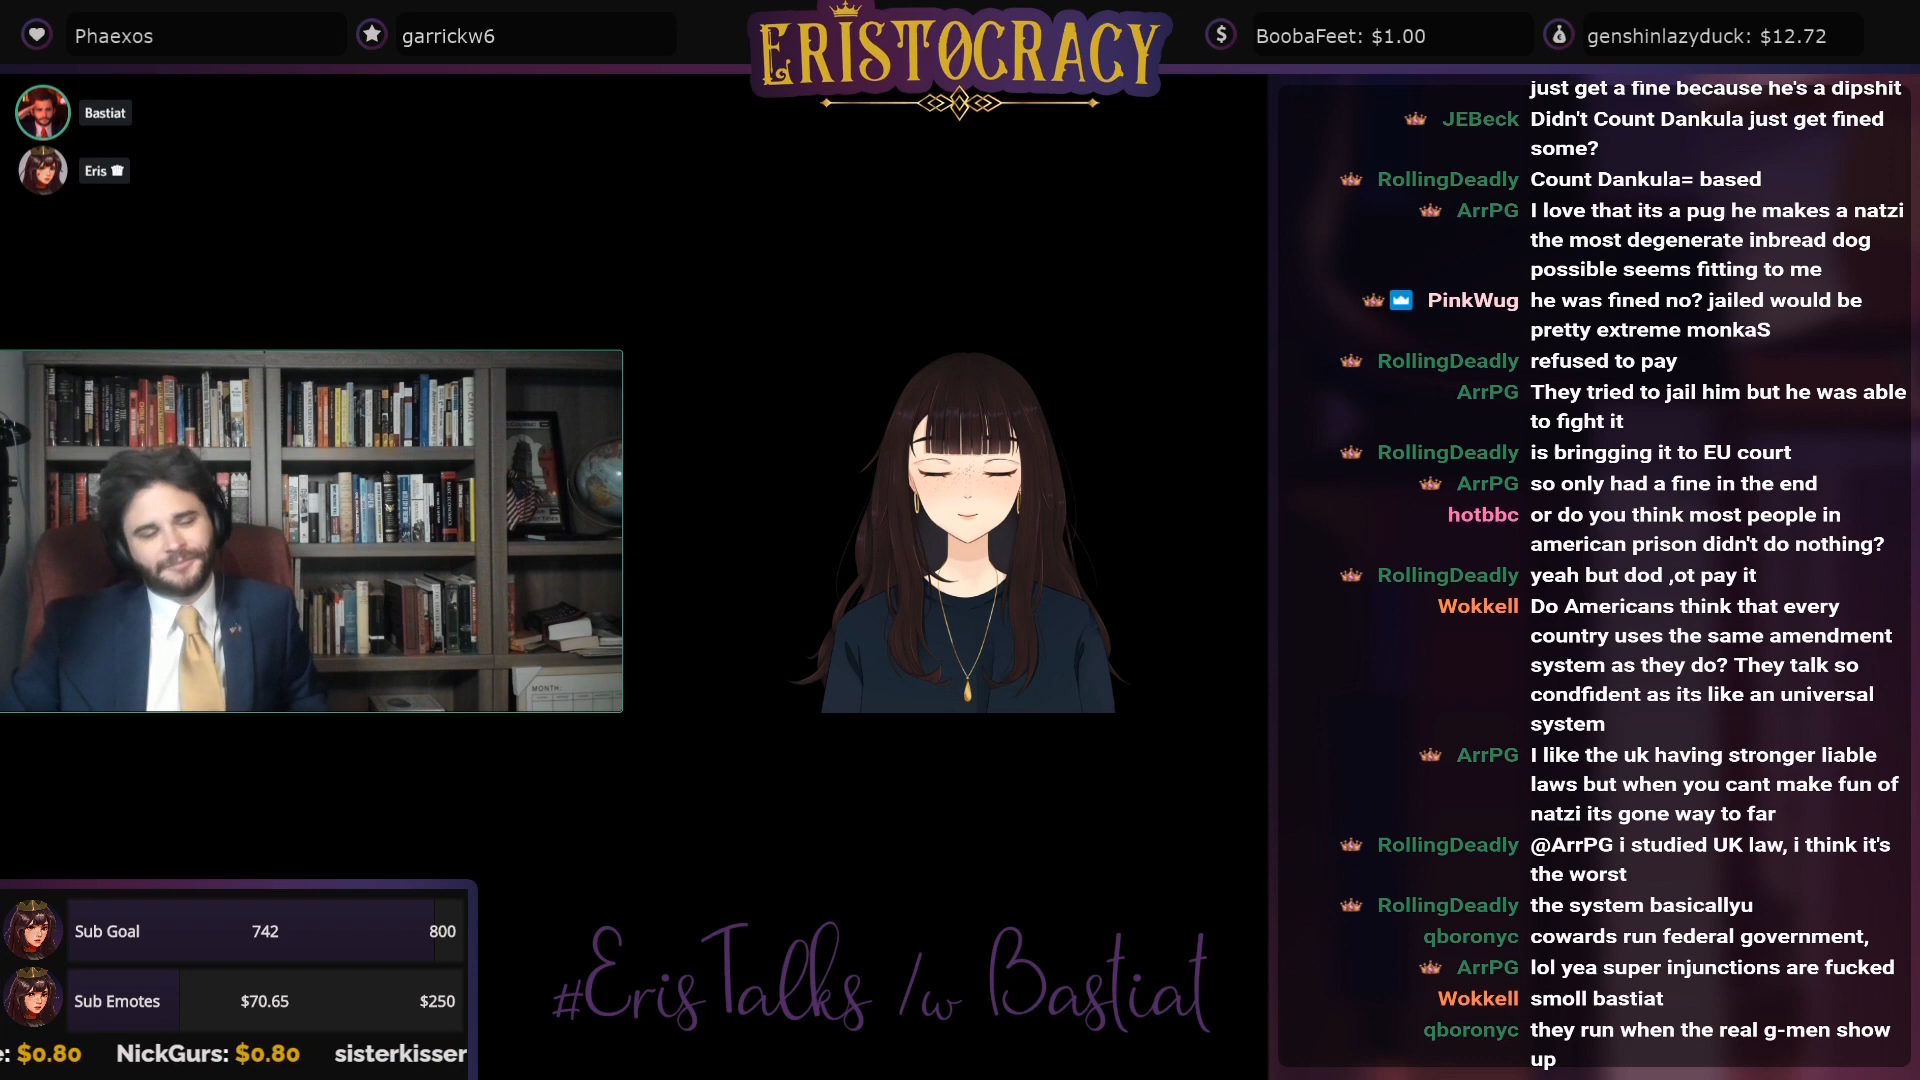 Phaexos
garrickw6
ERISTOCRACY
BoobaFeet: $1.00
genshinlazyduck: $12.72
Bastiat
Eris
MONTH:
just get a fine because he's a dipshit
JEBeck Didn't Count Dankula just get fined
some?
RollingDeadly Count Dankula= based
ArrPG I love that its a pug he makes a natzi
the most degenerate inbread dog
possible seems fitting to me
PinkWug he was fined no? jailed would be
pretty extreme monkaS
RollingDeadly refused to pay
ArrPG They tried to jail him but he was able
to fight it
RollingDeadly is bringging it to EU court
ArrPG so only had a fine in the end
hotbbc or do you think most people in
american prison didn't do nothing?
RollingDeadly yeah but dod ,ot pay it
Wokkell Do Americans think that every
country uses the same amendment
system as they do? They talk so
condfident as its like an universal
system
ArrPG I like the uk having stronger liable
laws but when you cant make fun of
natzi its gone way to far
RollingDeadly @ArrPG i studied UK law, i think it's
the worst
RollingDeadly the system basicallyu
qboronyc cowards run federal government,
ArrPG lol yea super injunctions are fucked
Wokkell smoll bastiat
qboronyc they run when the real g-men show
up
Sub Goal 742 800
Sub Emotes $70.65 $250
e: $0.80 NickGurs: $0.80 sisterkisser
#ErisTalks /w Bastiat